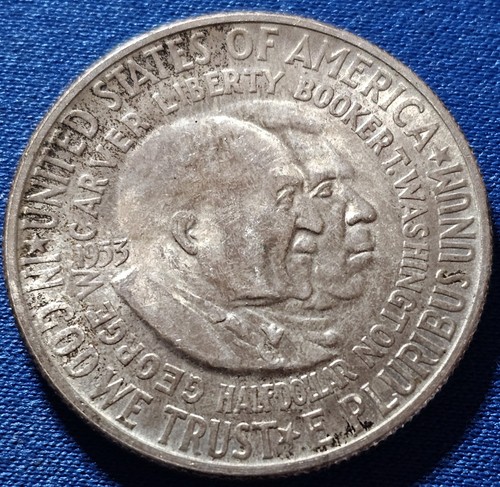 UNITED STATES OF AMERICA ★ E PLURIBUS UNUM ★ IN GOD WE TRUST
GEORGE W. CARVER LIBERTY BOOKER T. WASHINGTON
1953
HALF DOLLAR